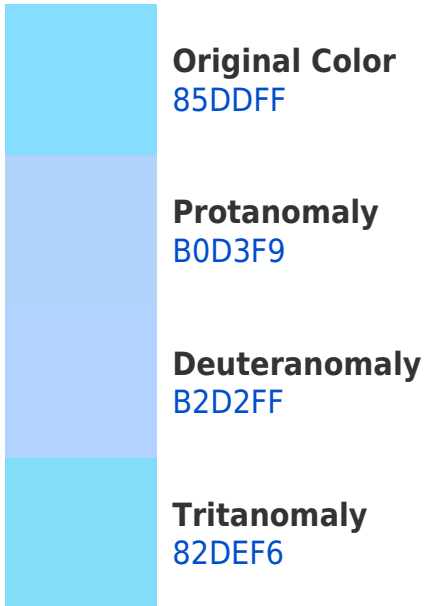 Original Color
85DDFF
Protanomaly
B0D3F9
Deuteranomaly
B2D2FF
Tritanomaly
82DEF6